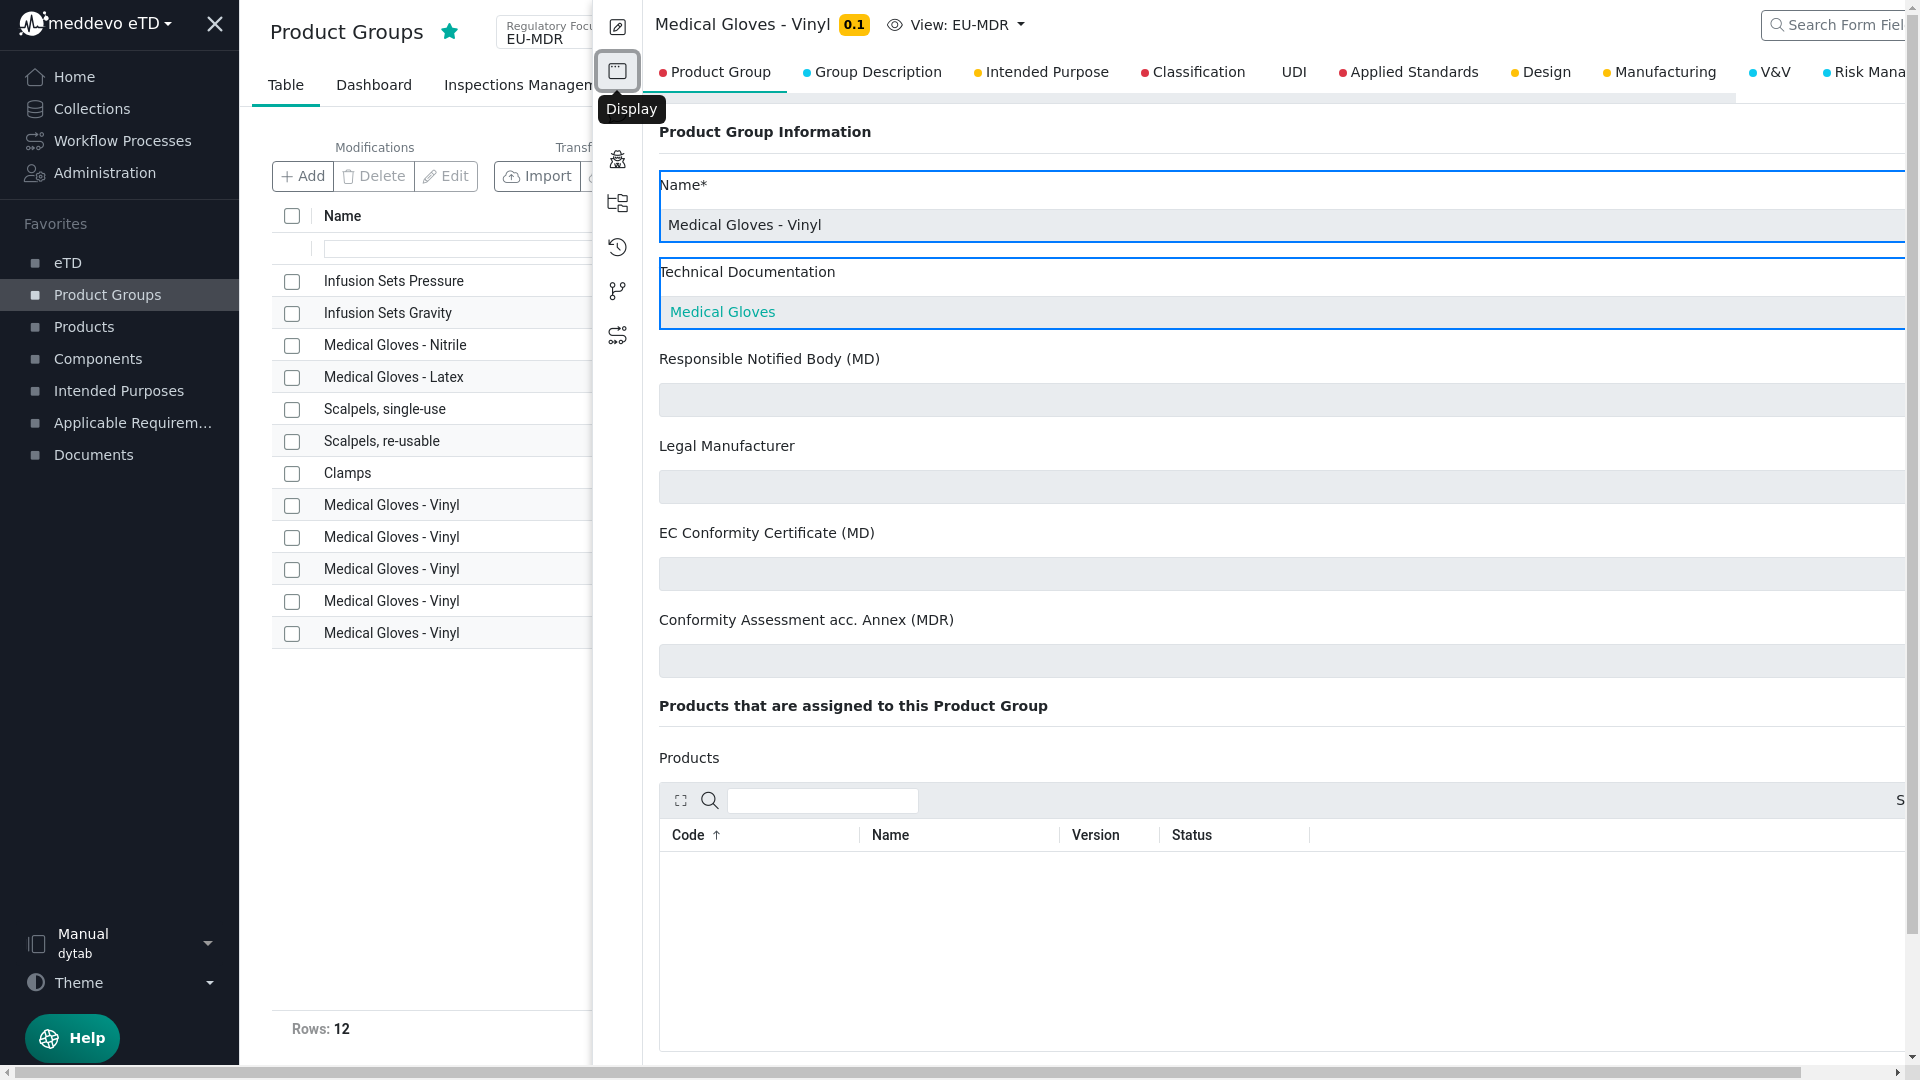 meddevo eTD
Home
Collections
Workflow Processes
Administration
Favorites
eTD
Product Groups
Products
Components
Intended Purposes
Applicable Requirem...
Documents
Manual
dytab
Theme
Help
Product Groups
Regulatory Focu
EU-MDR
Table
Dashboard
Inspections Managem
Modifications
Transf
Add
Delete
Edit
Import
Name
Infusion Sets Pressure
Infusion Sets Gravity
Medical Gloves - Nitrile
Medical Gloves - Latex
Scalpels, single-use
Scalpels, re-usable
Clamps
Medical Gloves - Vinyl
Medical Gloves - Vinyl
Medical Gloves - Vinyl
Medical Gloves - Vinyl
Medical Gloves - Vinyl
Rows: 12
Display
Medical Gloves - Vinyl 0.1 View: EU-MDR
Search Form Fiel
Product Group Group Description Intended Purpose Classification UDI Applied Standards Design Manufacturing V&V Risk Mana
Product Group Information
Name*
Medical Gloves - Vinyl
Technical Documentation
Medical Gloves
Responsible Notified Body (MD)
Legal Manufacturer
EC Conformity Certificate (MD)
Conformity Assessment acc. Annex (MDR)
Products that are assigned to this Product Group
Products
S
Code Name Version Status